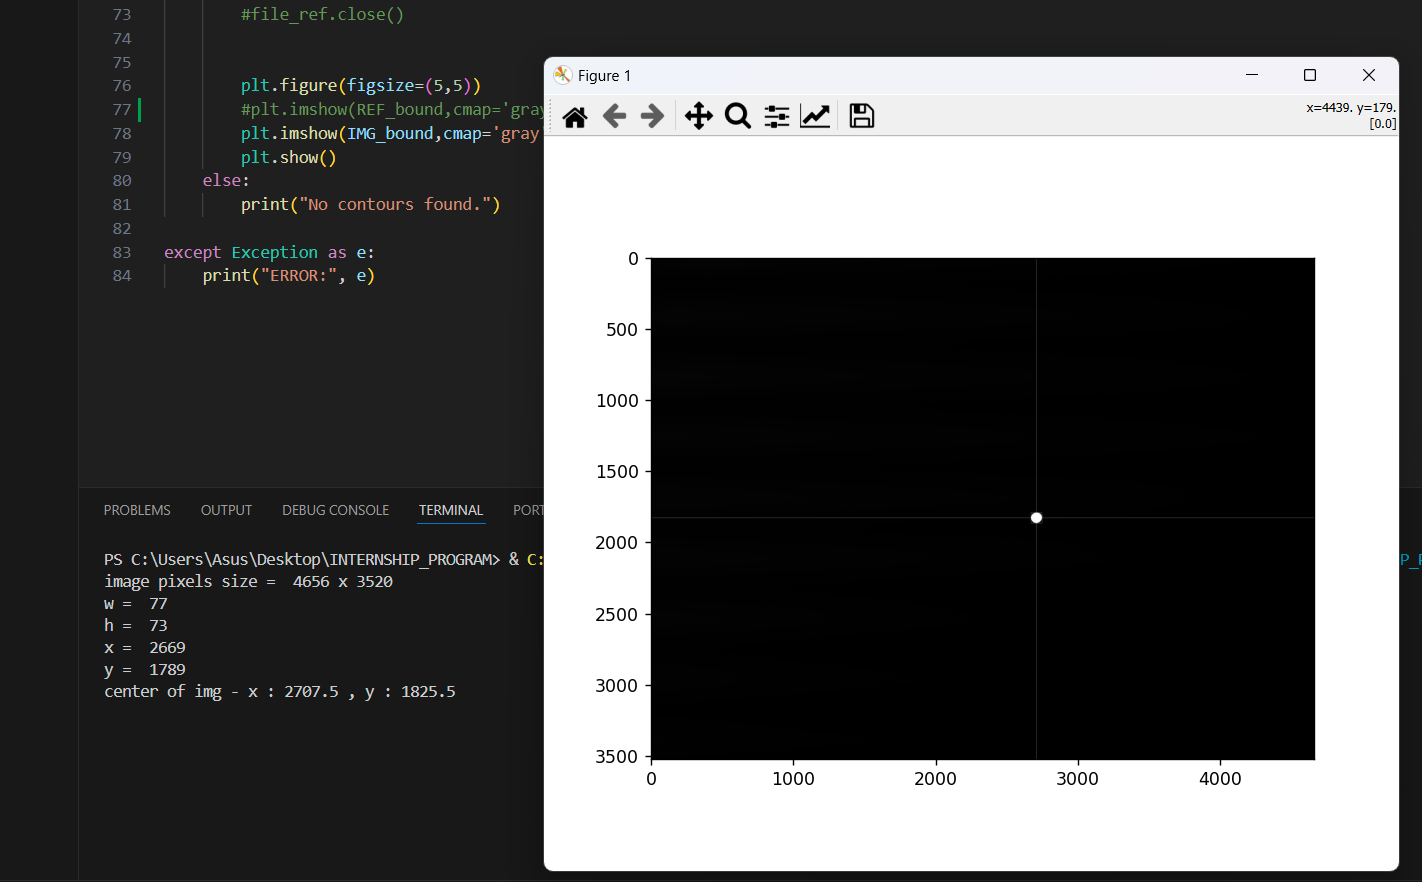 73 #file_ref.close()
74
75
76 plt.figure(figsize=(5,5))
77 #plt.imshow(REF_bound,cmap='gray
78 plt.imshow(IMG_bound,cmap='gray
79 plt.show()
80 else:
81 print("No contours found.")
82
83 except Exception as e:
84 print("ERROR:", e)
PROBLEMS OUTPUT DEBUG CONSOLE TERMINAL PORT
PS C:\Users\Asus\Desktop\INTERNSHIP_PROGRAM> & C:
P_P
image pixels size =  4656 x 3520
w =  77
h =  73
x =  2669
y =  1789
center of img - x : 2707.5 , y : 1825.5
Figure 1
x=4439. y=179.
[0.0]
0
500
1000
1500
2000
2500
3000
3500
0 1000 2000 3000 4000